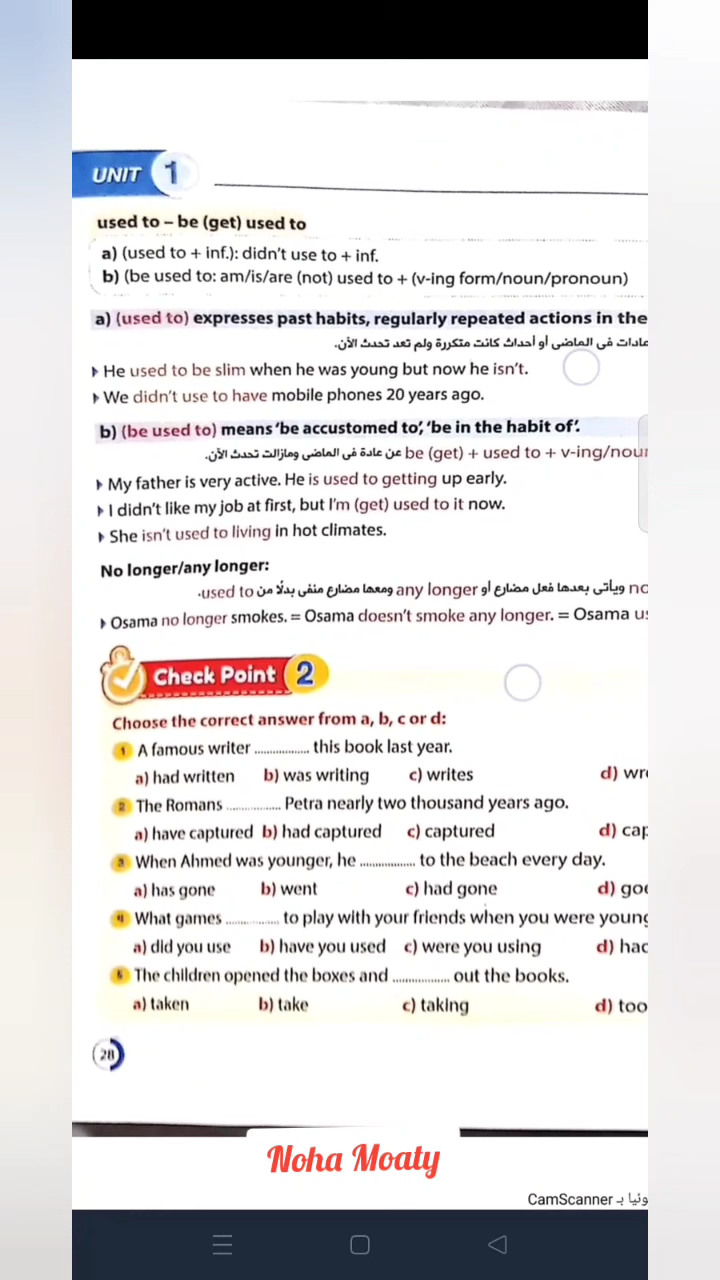 UNIT 1
used to – be (get) used to
a) (used to + inf.): didn't use to + inf.
b) (be used to: am/is/are (not) used to + (v-ing form/noun/pronoun)
a) (used to) expresses past habits, regularly repeated actions in the
عادات فى الماضى أو أحداث كانت متكررة ولم تعد تحدث الآن.
He used to be slim when he was young but now he isn't.
We didn't use to have mobile phones 20 years ago.
b) (be used to) means 'be accustomed to', 'be in the habit of'.
be (get) + used to + v-ing/noun عن عادة فى الماضى ومازالت تحدث الآن.
My father is very active. He is used to getting up early.
I didn't like my job at first, but I'm (get) used to it now.
She isn't used to living in hot climates.
No longer/any longer:
no ويأتى بعدها فعل مضارع أو any longer ومعها مضارع منفى بدلًا من used to.
Osama no longer smokes. = Osama doesn't smoke any longer. = Osama us
Check Point 2
Choose the correct answer from a, b, c or d:
1 A famous writer ................ this book last year.
a) had written b) was writing c) writes d) wro
2 The Romans ................ Petra nearly two thousand years ago.
a) have captured b) had captured c) captured d) cap
3 When Ahmed was younger, he ................ to the beach every day.
a) has gone b) went c) had gone d) goe
4 What games ................ to play with your friends when you were young
a) did you use b) have you used c) were you using d) had
5 The children opened the boxes and ................ out the books.
a) taken b) take c) taking d) too
28
Noha Moaty
وئيا بـ CamScanner